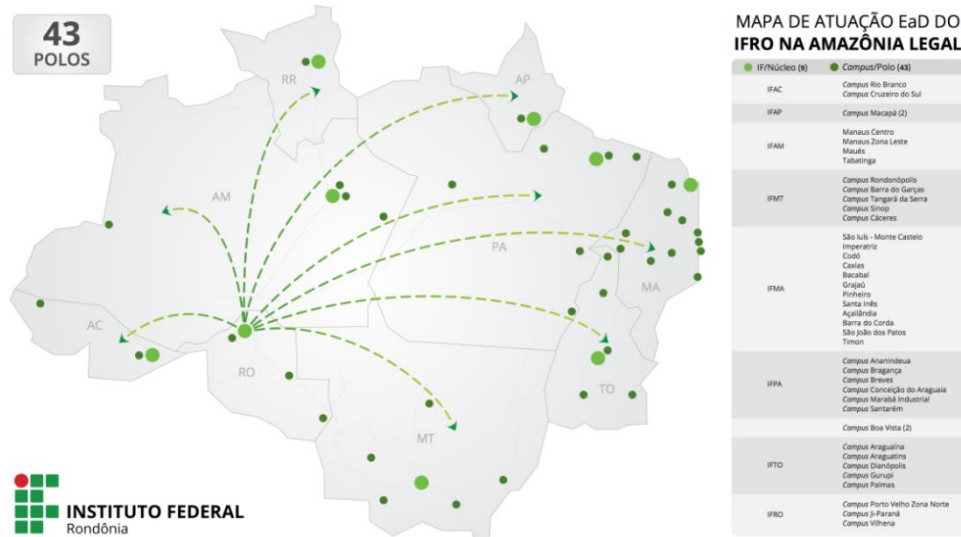 43
POLOS
MAPA DE ATUAÇÃO EaD DO
IFRO NA AMAZÔNIA LEGAL
IF/Núcleo (9) Campus/Polo (43)
IFAC
Campus Rio Branco
Campus Cruzeiro do Sul
IFAP
Campus Macapá (2)
IFAM
Manaus Centro
Manaus Zona Leste
Maués
Tabatinga
IFMT
Campus Rondonópolis
Campus Barra do Garças
Campus Tangará da Serra
Campus Sinop
Campus Cáceres
IFMA
São luís - Monte Castelo
Imperatriz
Codó
Caxias
Bacabal
Grajaú
Pinheiro
Santa Inês
Açailândia
Barra do Corda
São João dos Patos
Timon
IFPA
Campus Ananindeua
Campus Bragança
Campus Breves
Campus Conceição do Araguaia
Campus Marabá Industrial
Campus Santarém
Campus Boa Vista (2)
IFTO
Campus Araguaína
Campus Araguatins
Campus Dianópolis
Campus Gurupi
Campus Palmas
IFRO
Campus Porto Velho Zona Norte
Campus Ji-Paraná
Campus Vilhena
RR
AP
AM
PA
MA
AC
RO
TO
MT
INSTITUTO FEDERAL
Rondônia